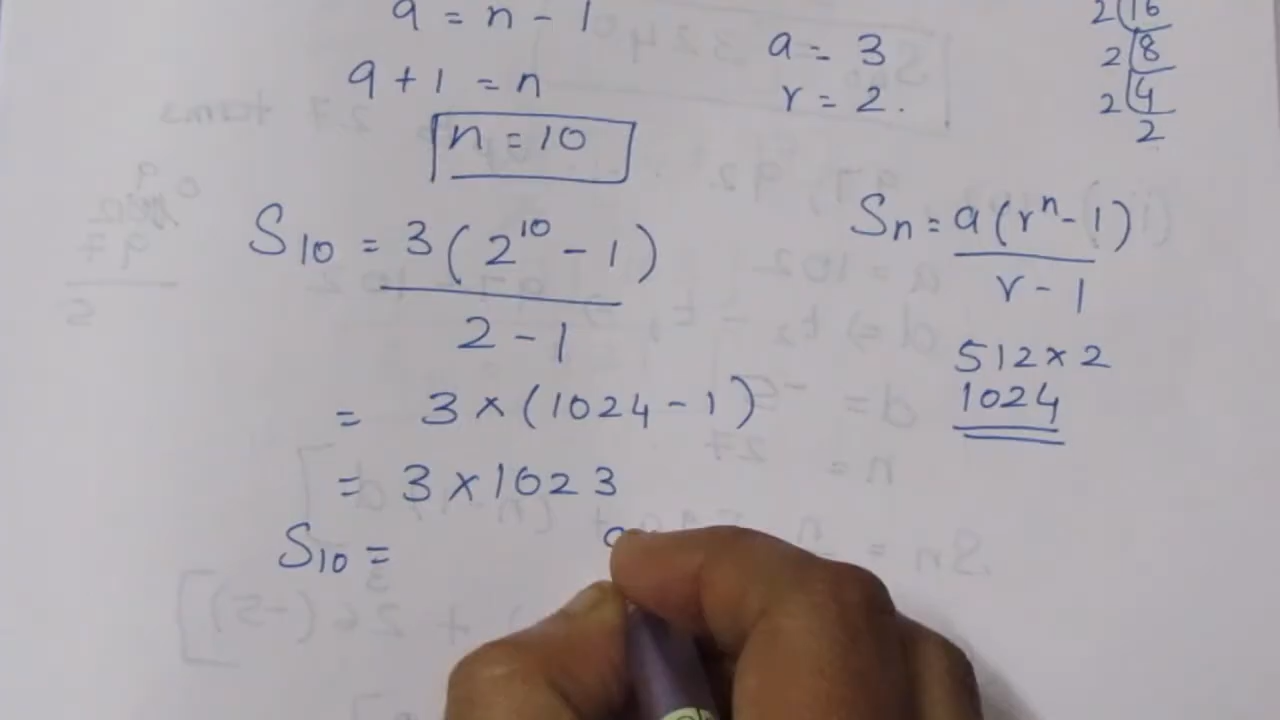 9 = n - 1
9 + 1 = n
n = 10
a = 3
r = 2.
2 16
2 8
2 4
2
S10 = 3 ( 2^10 - 1 )
2 - 1
Sn = a ( r^n - 1 )
r - 1
512 × 2
1024
= 3 × ( 1024 - 1 )
= 3 × 1023
S10 = 9